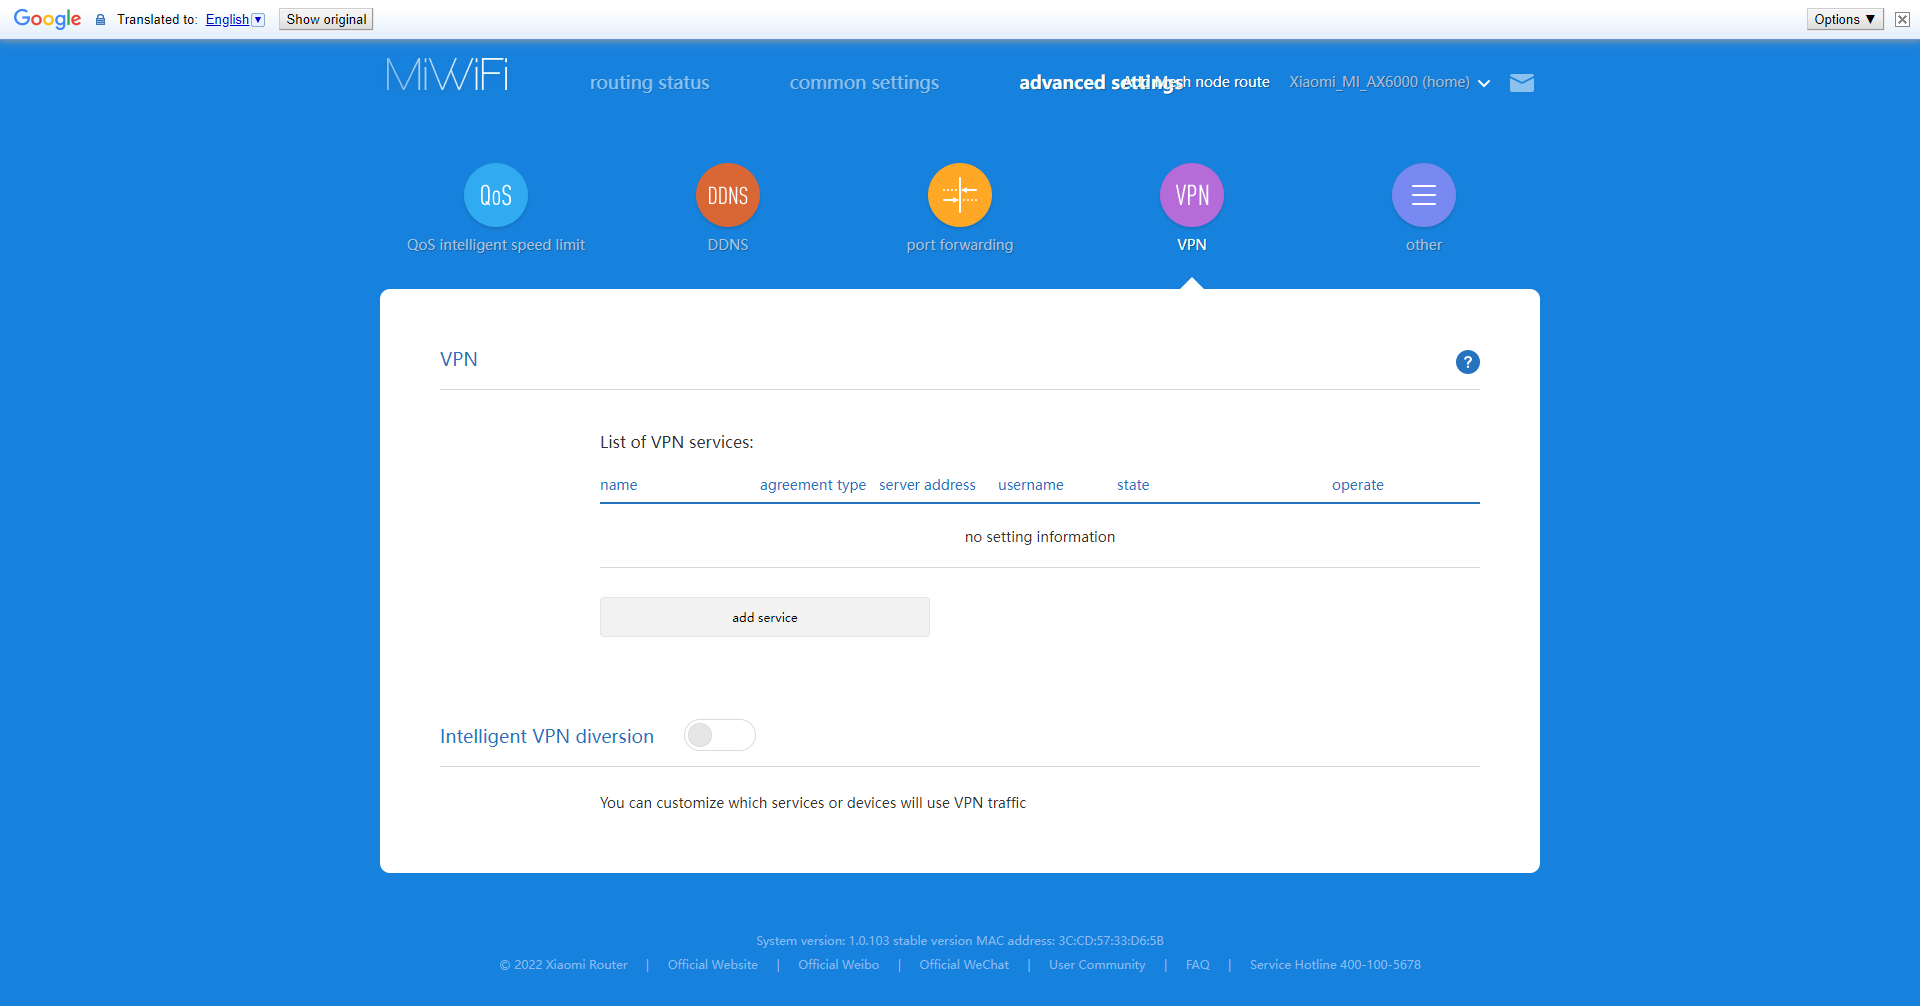 Google Translated to: English Show original Options ▼
MiWiFi routing status common settings advanced settings Add Mesh node route Xiaomi_MI_AX6000 (home)
QoS DDNS VPN
QoS intelligent speed limit DDNS port forwarding VPN other
VPN ?
List of VPN services:
name agreement type server address username state operate
no setting information
add service
Intelligent VPN diversion
You can customize which services or devices will use VPN traffic
System version: 1.0.103 stable version MAC address: 3C:CD:57:33:D6:5B
© 2022 Xiaomi Router | Official Website | Official Weibo | Official WeChat | User Community | FAQ | Service Hotline 400-100-5678